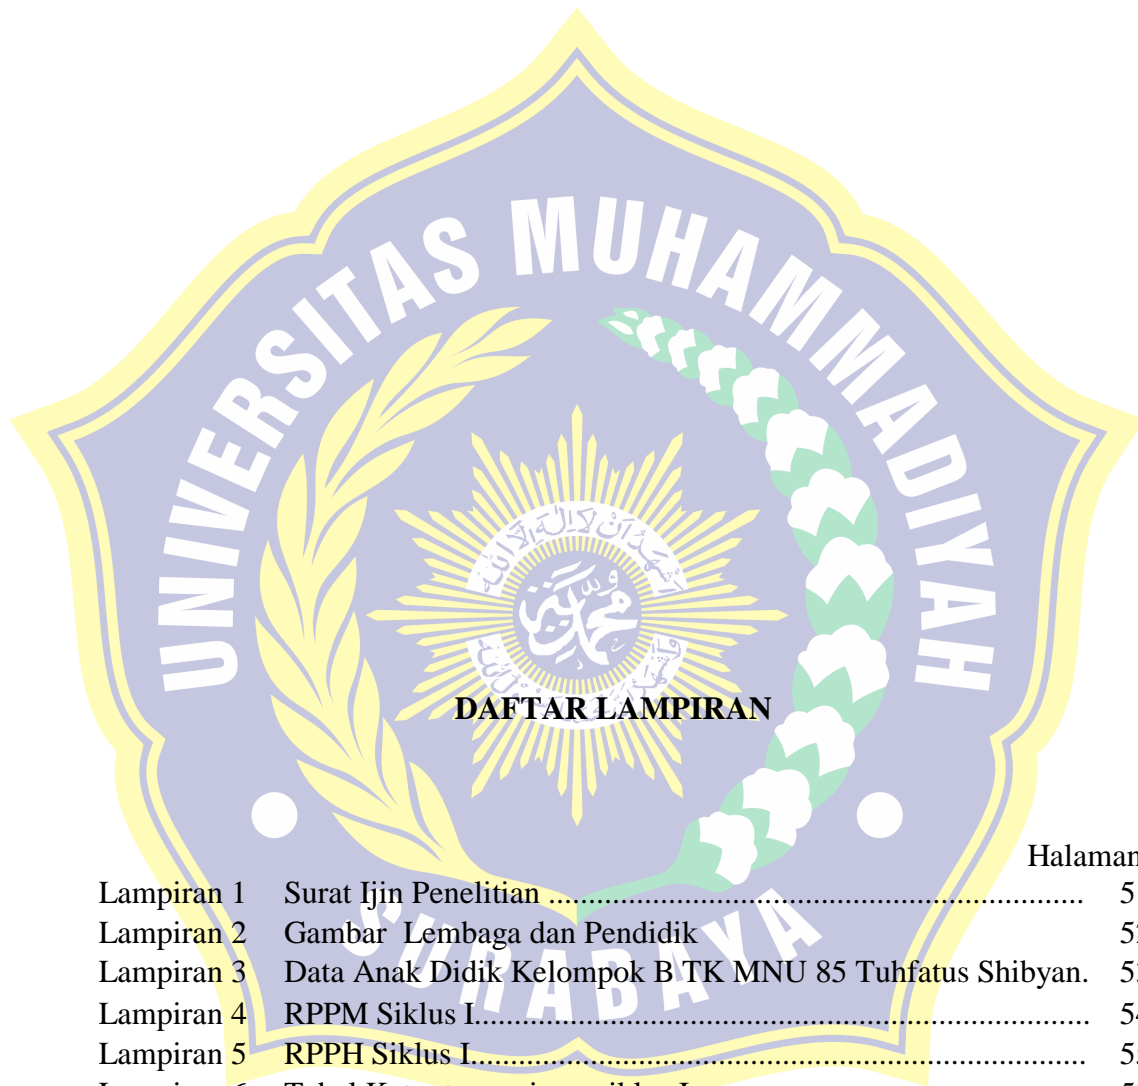 UNIVERSITAS MUHAMMADIYAH
SURABAYA
DAFTAR LAMPIRAN
Halaman
Lampiran 1 Surat Ijin Penelitian ........................................................................ 5
Lampiran 2 Gambar Lembaga dan Pendidik
Lampiran 3 Data Anak Didik Kelompok B TK MNU 85 Tuhfatus Shibyan.
Lampiran 4 RPPM Siklus I...................................................................................
Lampiran 5 RPPH Siklus I...................................................................................